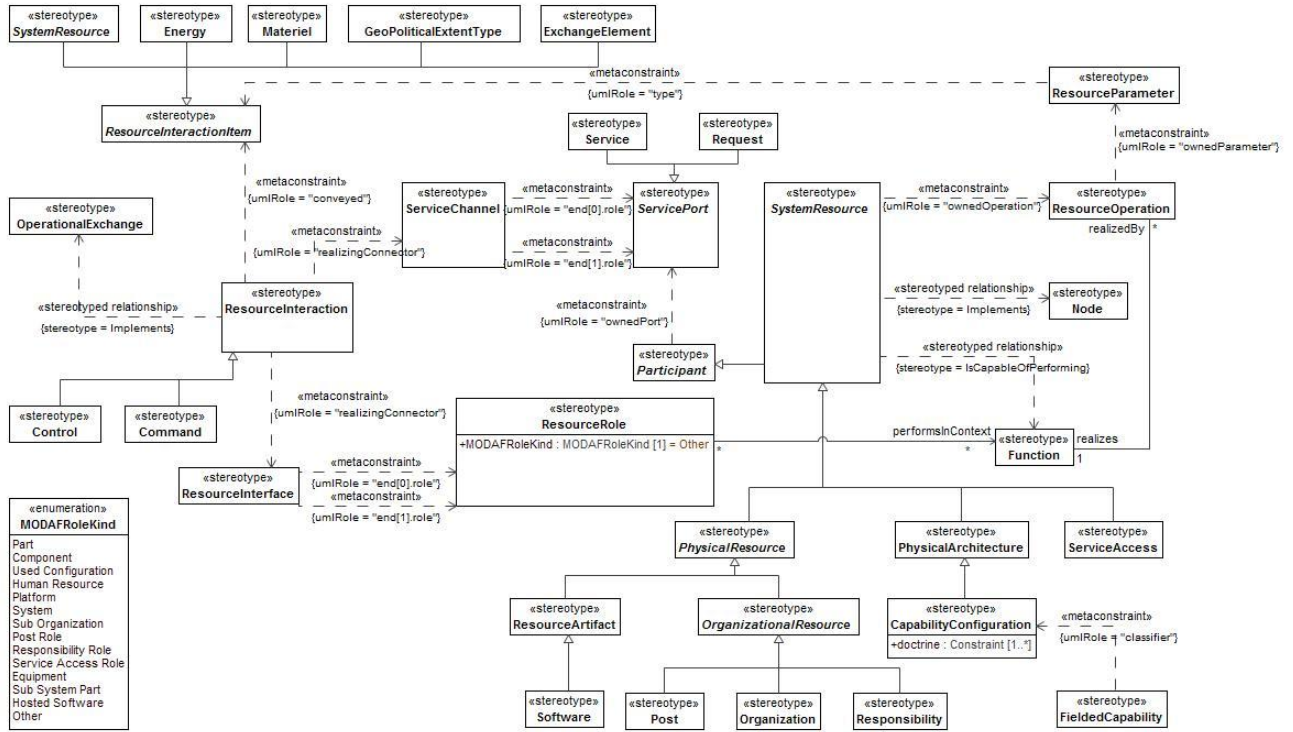 «stereotype»
SystemResource
«stereotype»
Energy
«stereotype»
Materiel
«stereotype»
GeoPoliticalExtentType
«stereotype»
ExchangeElement
«metaconstraint»
{umlRole = "type"}
«stereotype»
ResourceParameter
«stereotype»
ResourceInteractionItem
«stereotype»
Service
«stereotype»
Request
«metaconstraint»
{umlRole = "ownedParameter"}
«metaconstraint»
{umlRole = "conveyed"}
«stereotype»
ServiceChannel
«metaconstraint»
{umlRole = "end[0].role"}
«metaconstraint»
{umlRole = "end[1].role"}
«stereotype»
ServicePort
«stereotype»
SystemResource
«metaconstraint»
{umlRole = "ownedOperation"}
«stereotype»
ResourceOperation
realizedBy
*
«stereotype»
OperationalExchange
«metaconstraint»
{umlRole = "realizingConnector"}
«stereotyped relationship»
{stereotype = Implements}
«stereotype»
ResourceInteraction
«metaconstraint»
{umlRole = "ownedPort"}
«stereotyped relationship»
{stereotype = Implements}
«stereotype»
Node
«stereotype»
Participant
«stereotyped relationship»
{stereotype = IsCapableOfPerforming}
«stereotype»
Control
«stereotype»
Command
«metaconstraint»
{umlRole = "realizingConnector"}
«stereotype»
ResourceRole
+MODAFRoleKind : MODAFRoleKind [1] = Other
*
performsInContext
*
«stereotype»
Function
realizes
1
«stereotype»
ResourceInterface
«metaconstraint»
{umlRole = "end[0].role"}
«metaconstraint»
{umlRole = "end[1].role"}
«enumeration»
MODAFRoleKind
Part
Component
Used Configuration
Human Resource
Platform
System
Sub Organization
Post Role
Responsibility Role
Service Access Role
Equipment
Sub System Part
Hosted Software
Other
«stereotype»
PhysicalResource
«stereotype»
PhysicalArchitecture
«stereotype»
ServiceAccess
«stereotype»
ResourceArtifact
«stereotype»
OrganizationalResource
«stereotype»
CapabilityConfiguration
+doctrine : Constraint [1..*]
«metaconstraint»
{umlRole = "classifier"}
«stereotype»
Software
«stereotype»
Post
«stereotype»
Organization
«stereotype»
Responsibility
«stereotype»
FieldedCapability